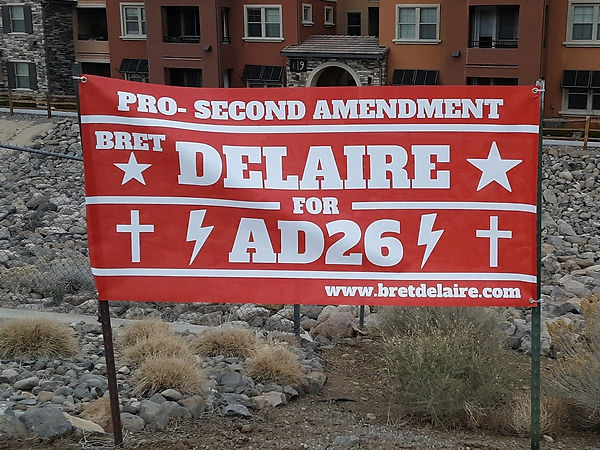 PRO- SECOND AMENDMENT
BRET
DELAIRE
FOR
AD26
www.bretdelaire.com